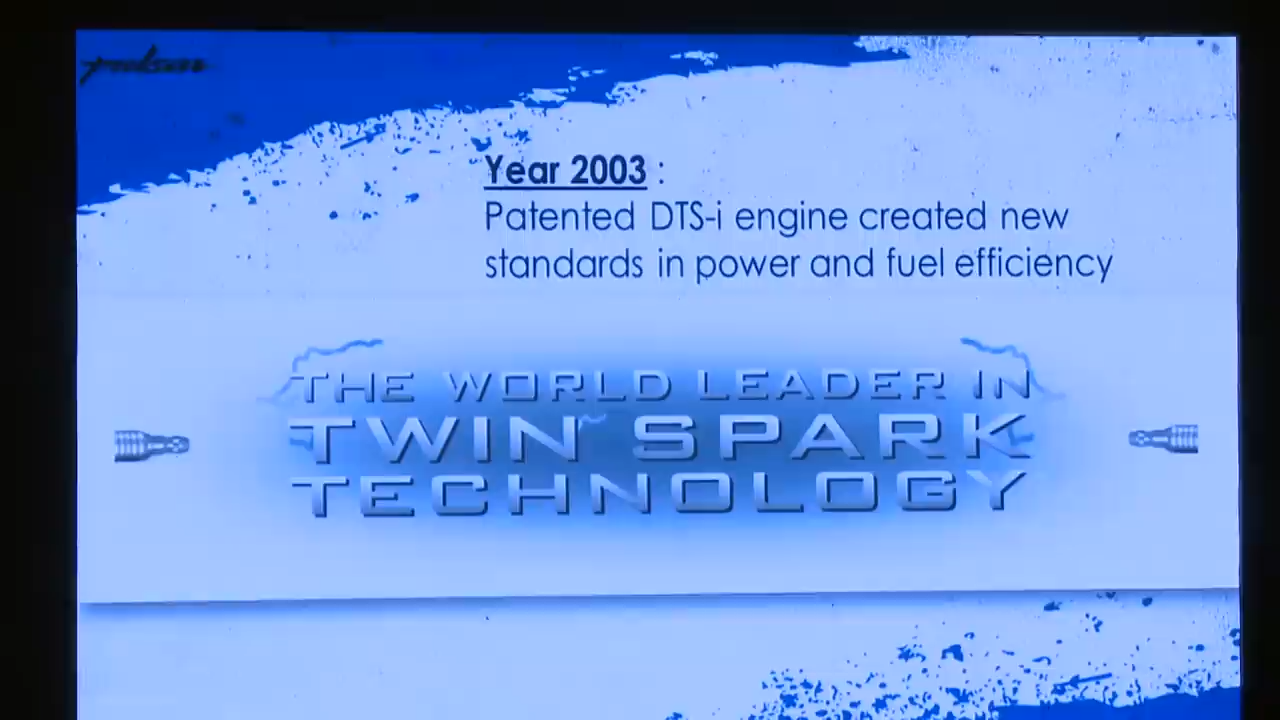 pulsar
Year 2003 :
Patented DTS-i engine created new
standards in power and fuel efficiency
THE WORLD LEADER IN
TWIN SPARK
TECHNOLOGY